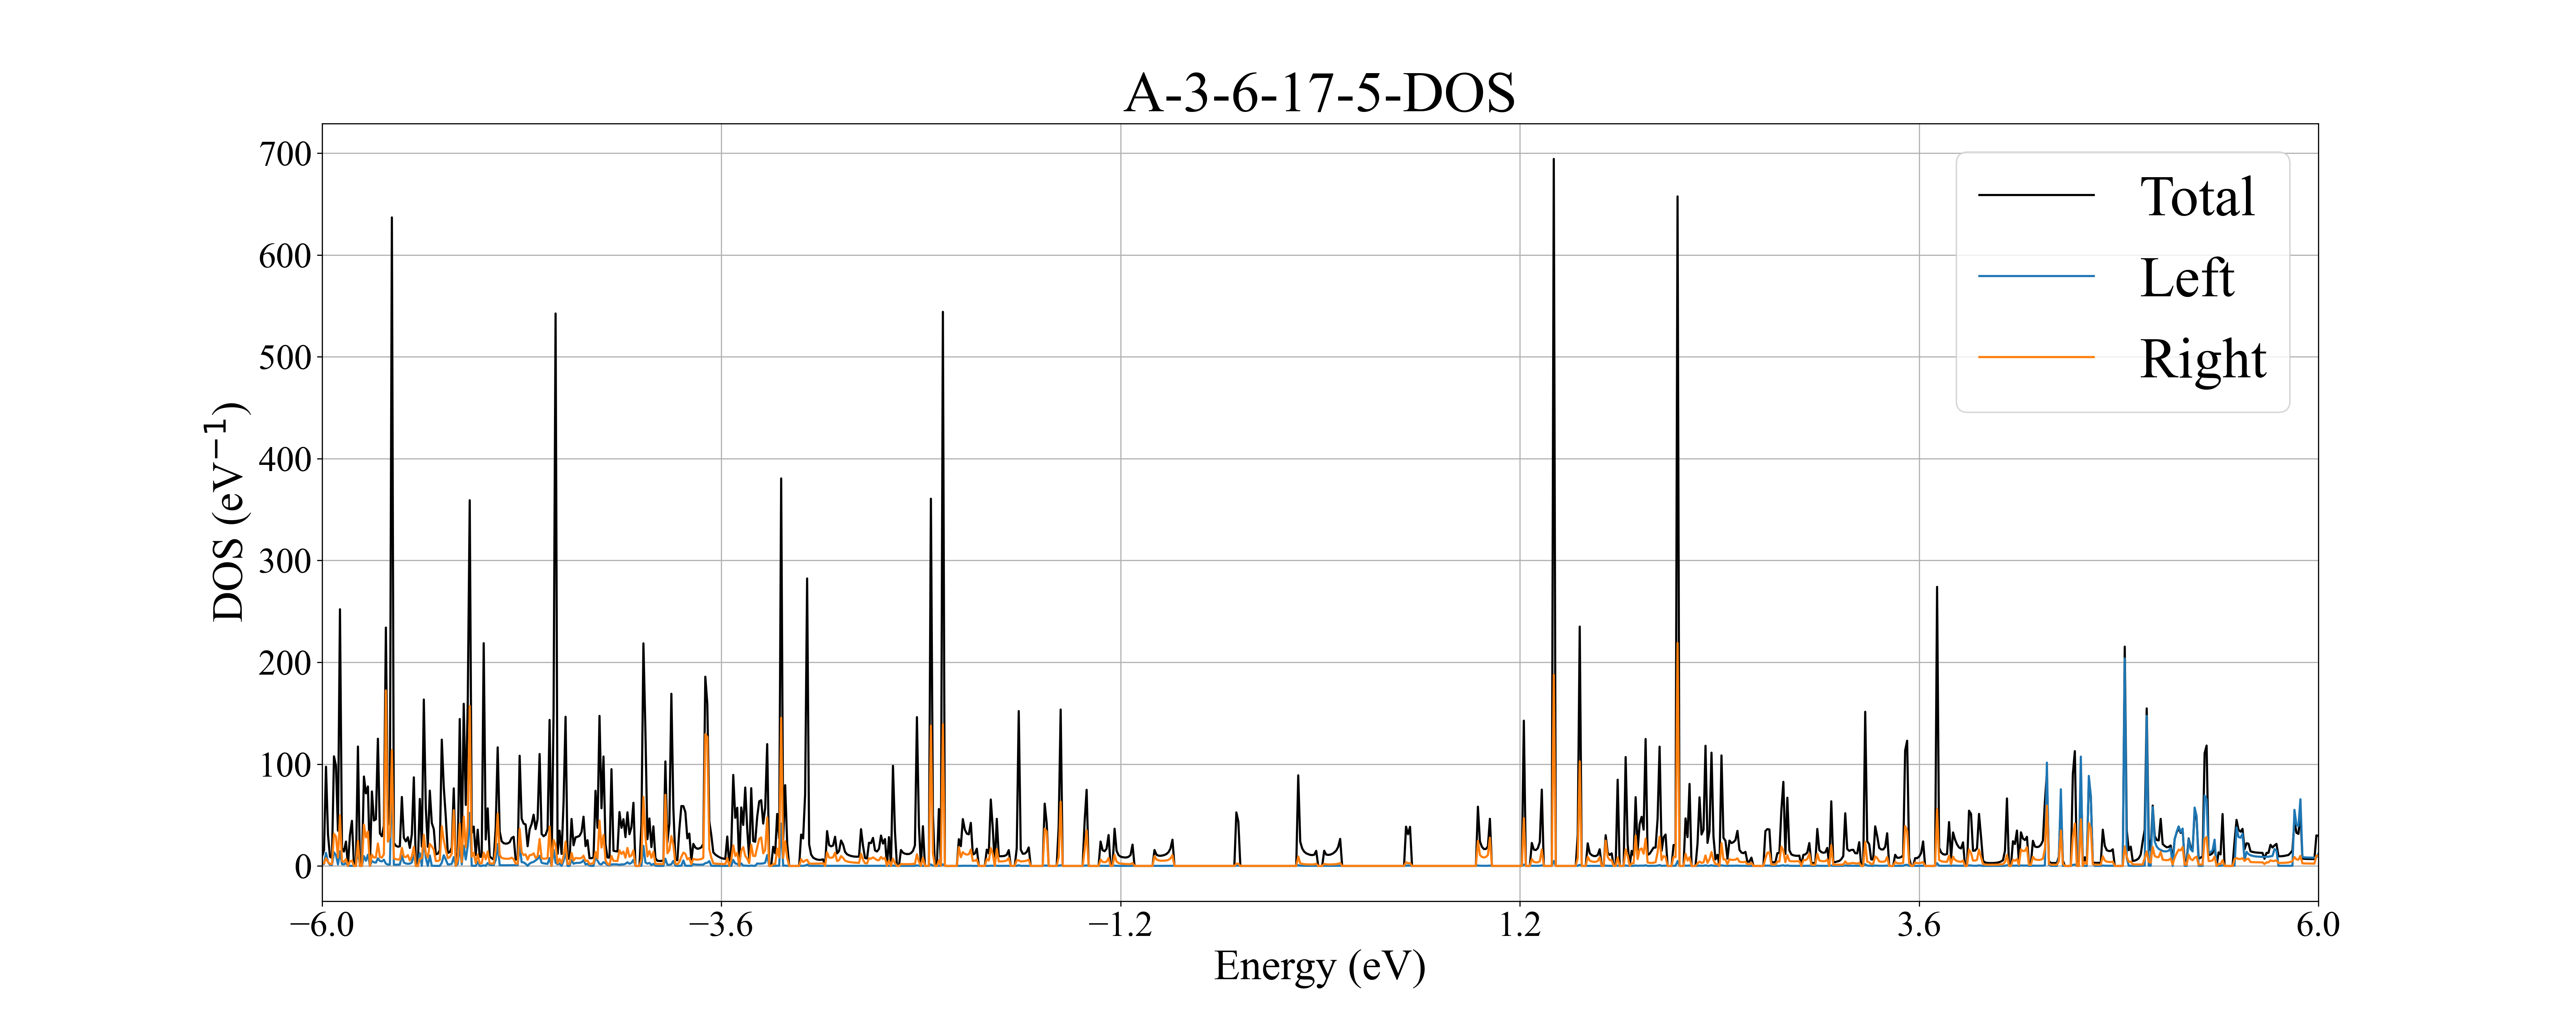 A-3-6-17-5-DOS
700
600
500
400
300
200
100
0
DOS (eV⁻¹)
Total
Left
Right
−6.0 −3.6 −1.2 1.2 3.6 6.0
Energy (eV)